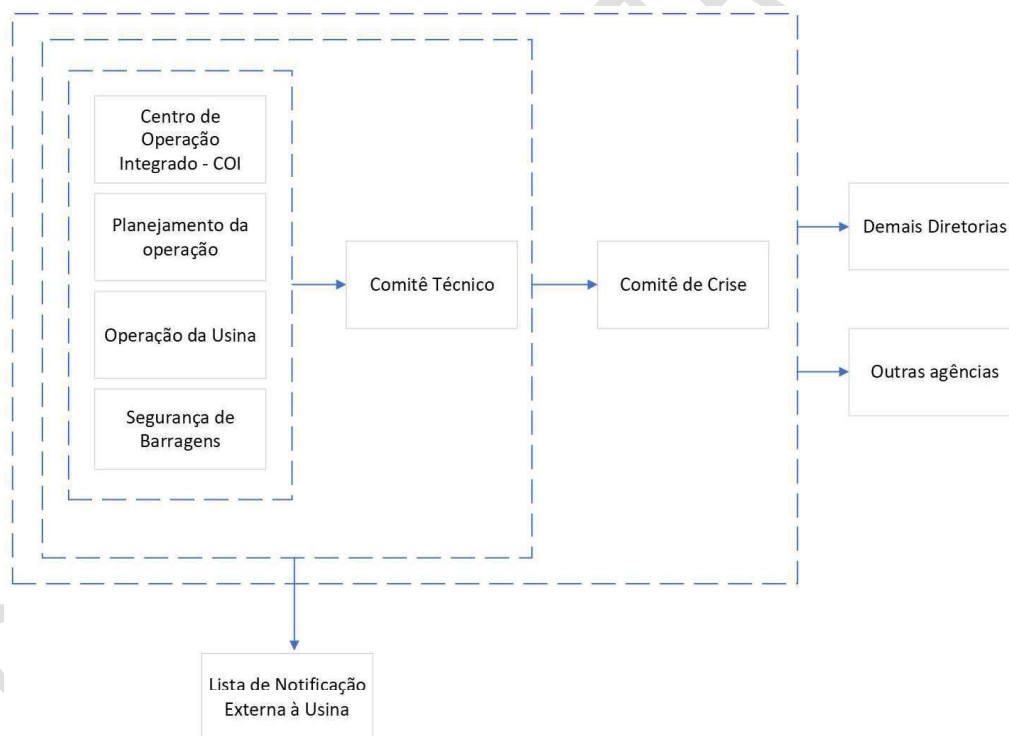 Centro de
Operação
Integrado - COI
Planejamento da
operação
Operação da Usina
Segurança de
Barragens
Comitê Técnico
Comitê de Crise
Demais Diretorias
Outras agências
Lista de Notificação
Externa à Usina